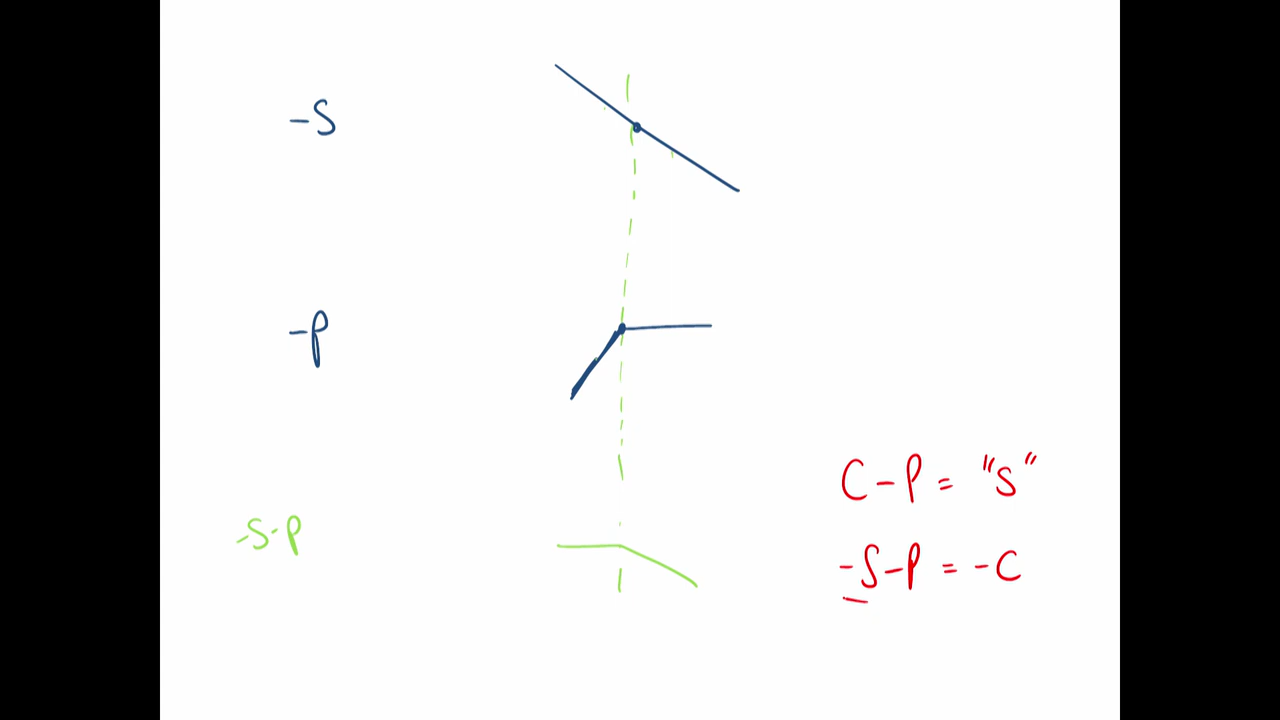 -S
-P
-S-P
C-P = "S"
-S-P = -C